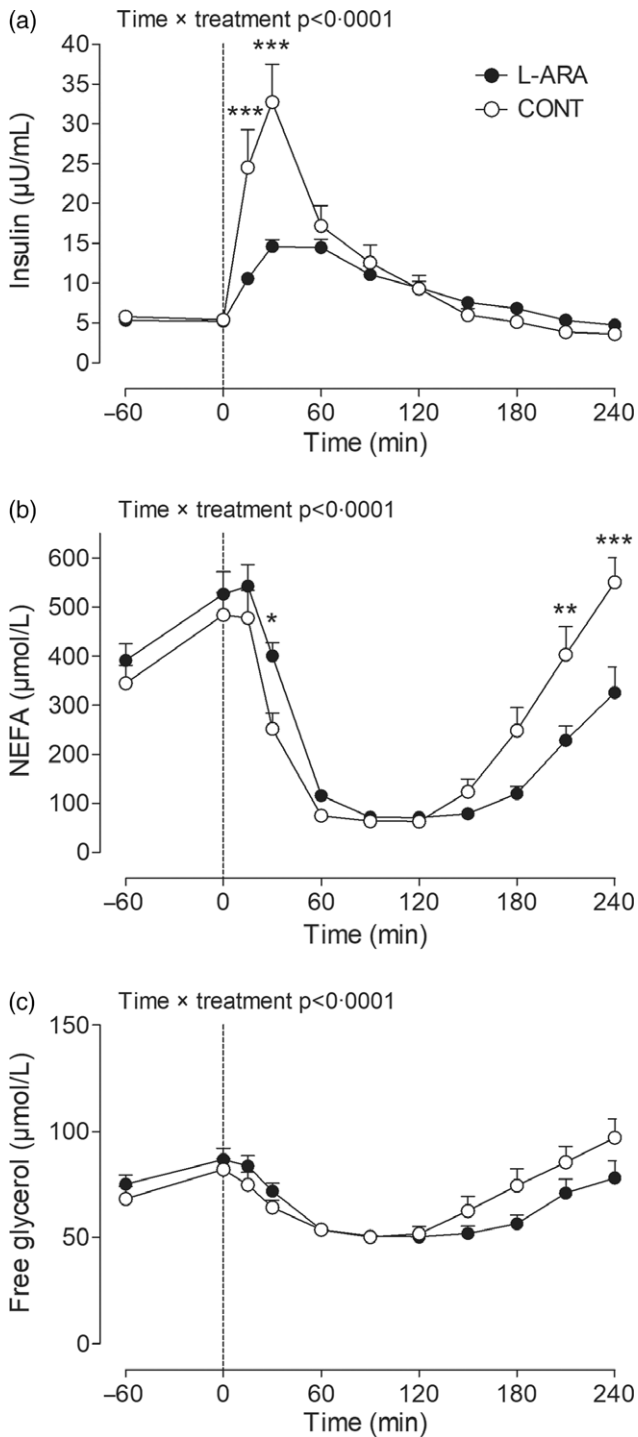 (a)
Time × treatment p<0·0001
40
35
30
25
20
15
10
5
0
Insulin (µU/mL)
***
***
L-ARA
CONT
–60 0 60 120 180 240
Time (min)
(b)
Time × treatment p<0·0001
600
500
400
300
200
100
0
NEFA (µmol/L)
*
**
***
–60 0 60 120 180 240
Time (min)
(c)
Time × treatment p<0·0001
150
100
50
0
Free glycerol (µmol/L)
–60 0 60 120 180 240
Time (min)